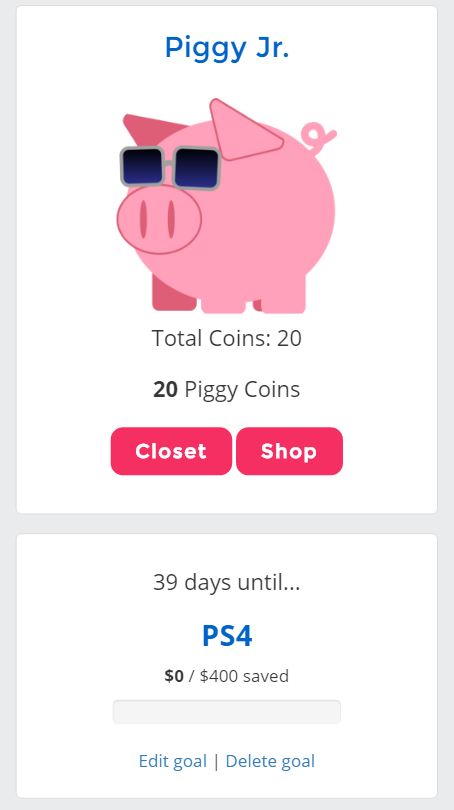 Piggy Jr.
Total Coins: 20
20 Piggy Coins
Closet Shop
39 days until...
PS4
$0 / $400 saved
Edit goal | Delete goal